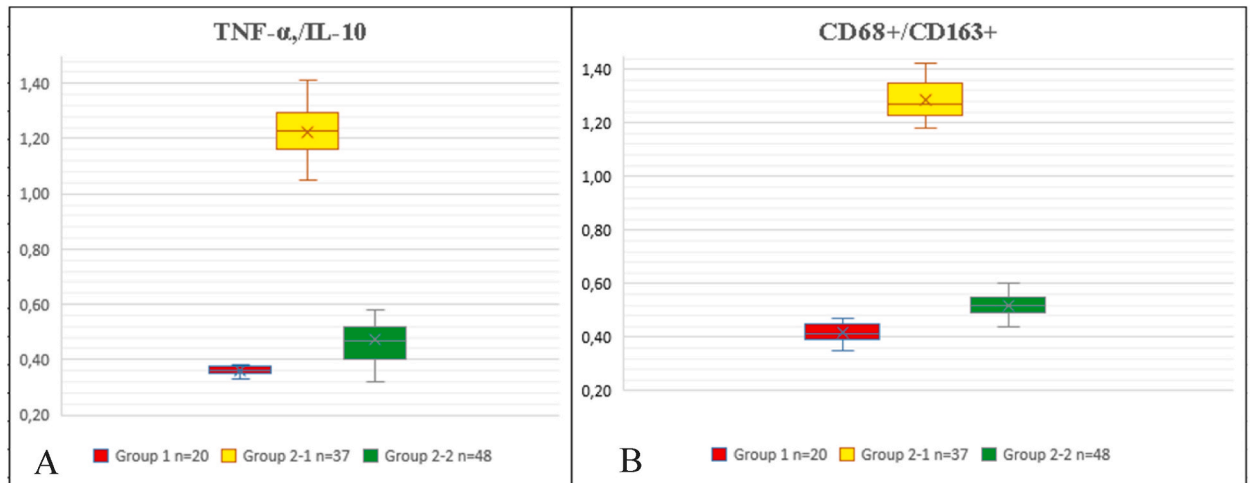 TNF-α,/IL-10
1,40
1,20
1,00
0,80
0,60
0,40
0,20
A
Group 1 n=20 Group 2-1 n=37 Group 2-2 n=48
CD68+/CD163+
1,40
1,20
1,00
0,80
0,60
0,40
0,20
B
Group 1 n=20 Group 2-1 n=37 Group 2-2 n=48